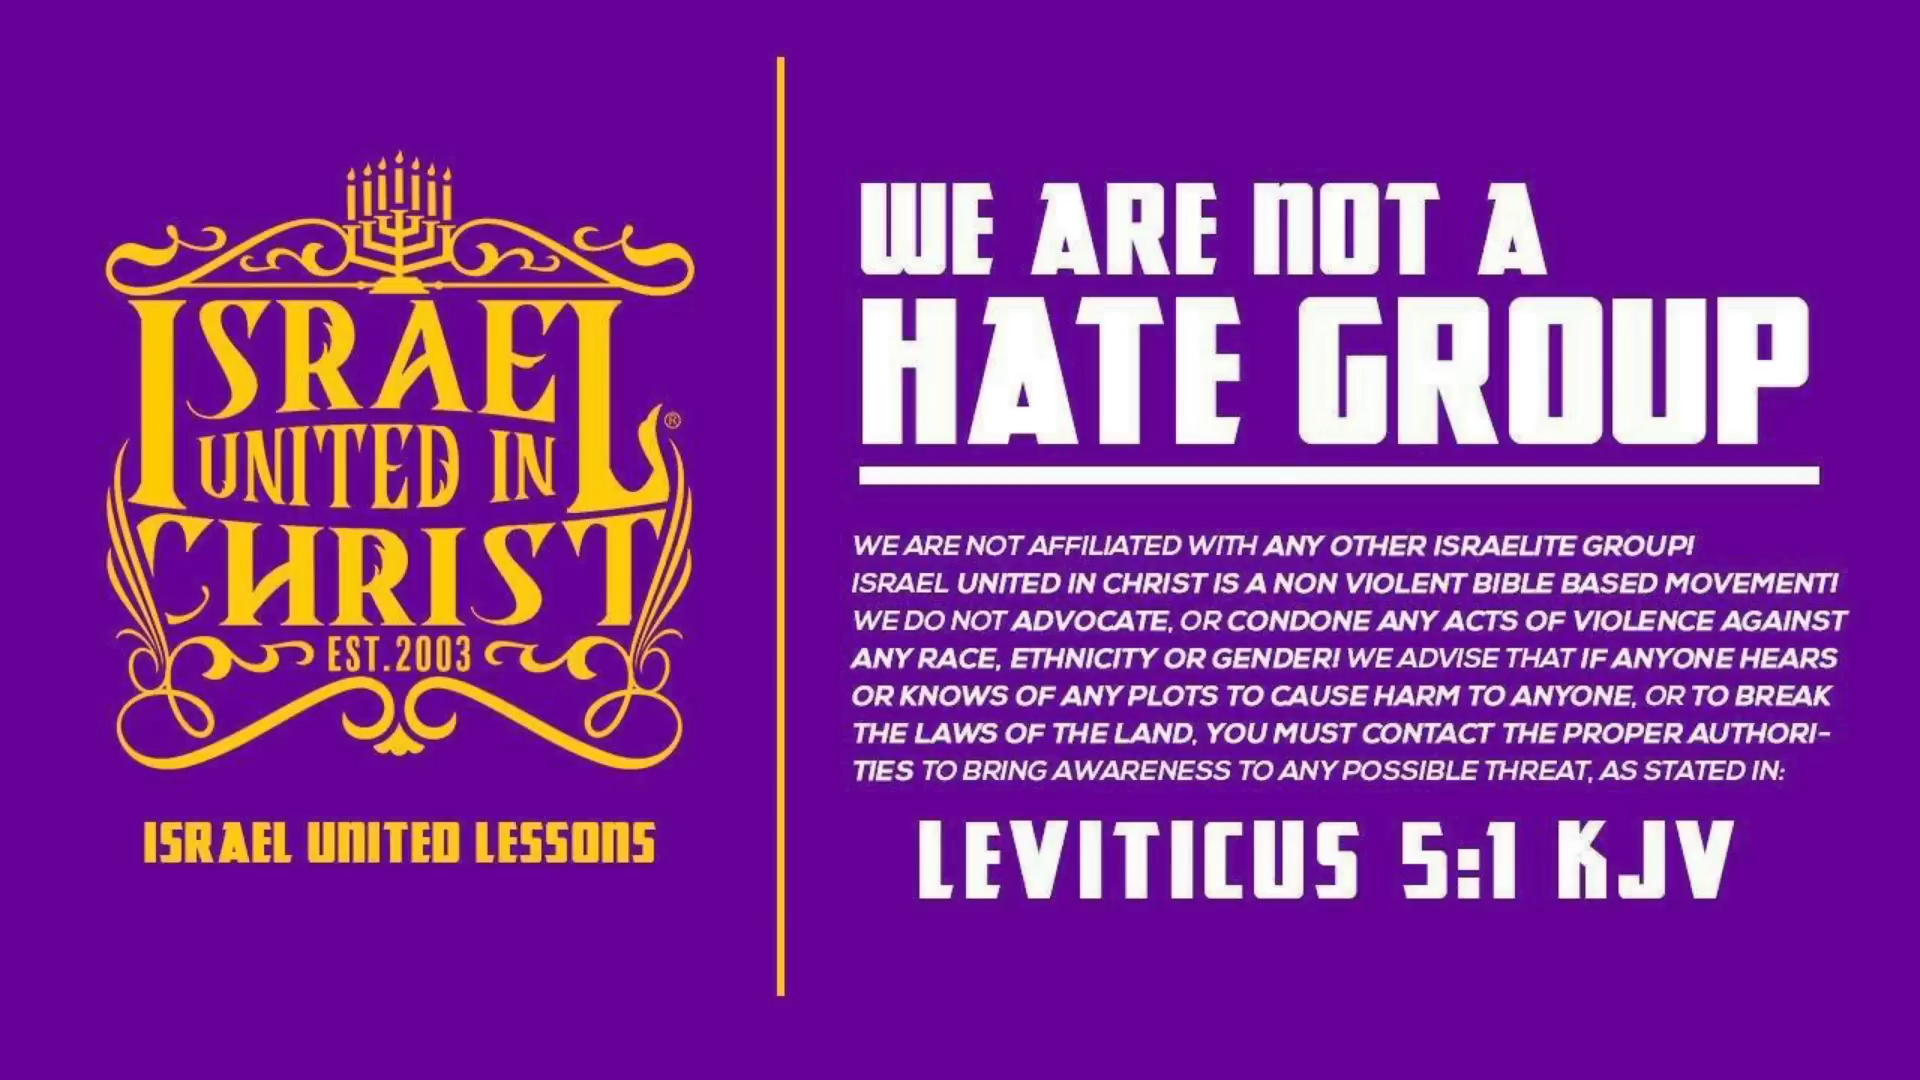 ISRAEL
UNITED IN
CHRIST
®
EST.2003
ISRAEL UNITED LESSONS
WE ARE NOT A
HATE GROUP
WE ARE NOT AFFILIATED WITH ANY OTHER ISRAELITE GROUP!
ISRAEL UNITED IN CHRIST IS A NON VIOLENT BIBLE BASED MOVEMENT!
WE DO NOT ADVOCATE, OR CONDONE ANY ACTS OF VIOLENCE AGAINST
ANY RACE, ETHNICITY OR GENDER! WE ADVISE THAT IF ANYONE HEARS
OR KNOWS OF ANY PLOTS TO CAUSE HARM TO ANYONE, OR TO BREAK
THE LAWS OF THE LAND, YOU MUST CONTACT THE PROPER AUTHORI-
TIES TO BRING AWARENESS TO ANY POSSIBLE THREAT, AS STATED IN:
LEVITICUS 5:1 KJV